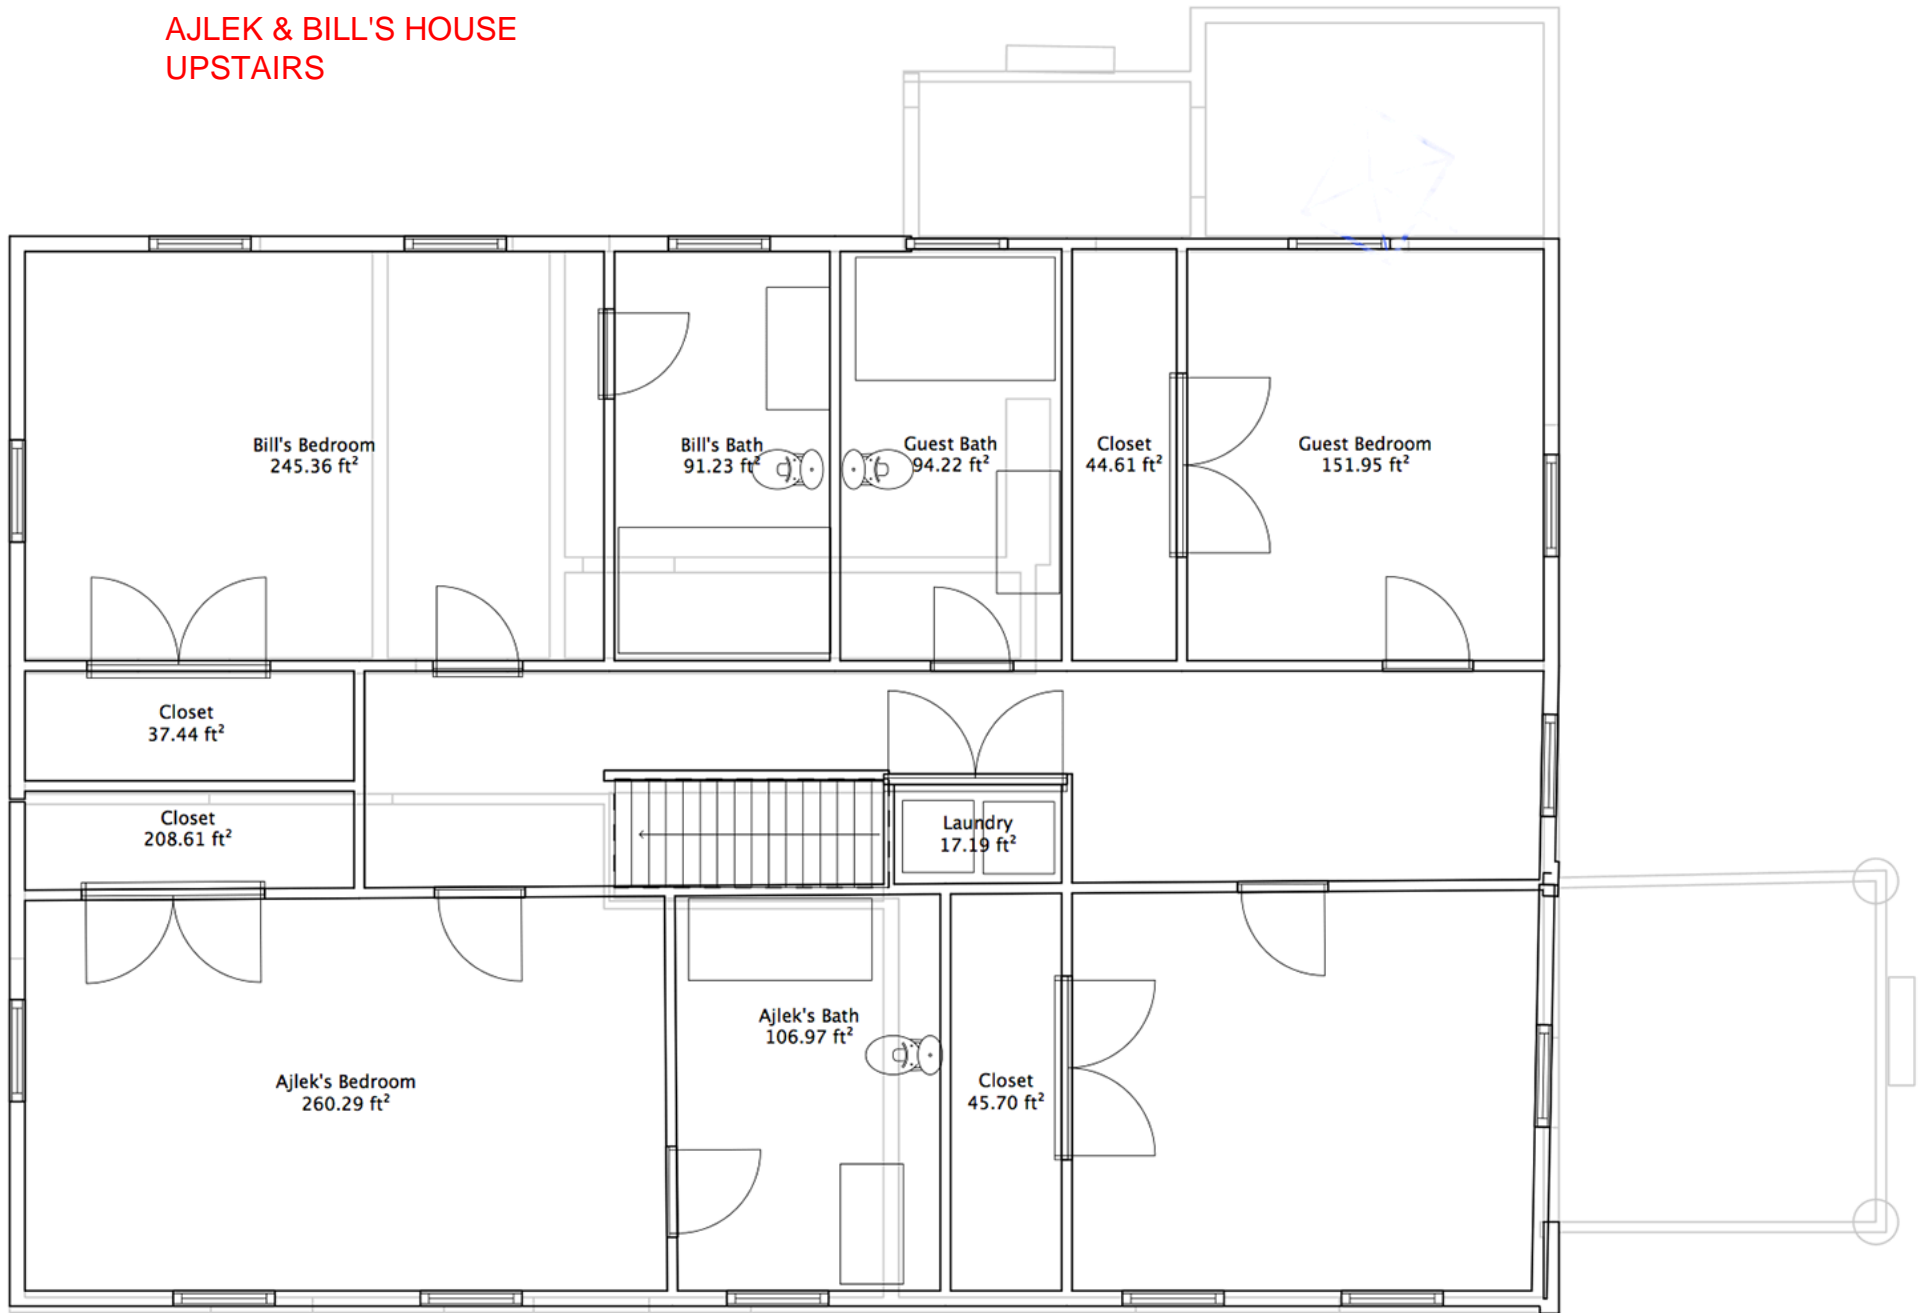 AJLEK & BILL'S HOUSE
UPSTAIRS
Bill's Bedroom
245.36 ft²
Bill's Bath
91.23 ft²
Guest Bath
94.22 ft²
Closet
44.61 ft²
Guest Bedroom
151.95 ft²
Closet
37.44 ft²
Closet
208.61 ft²
Laundry
17.19 ft²
Ajlek's Bedroom
260.29 ft²
Ajlek's Bath
106.97 ft²
Closet
45.70 ft²